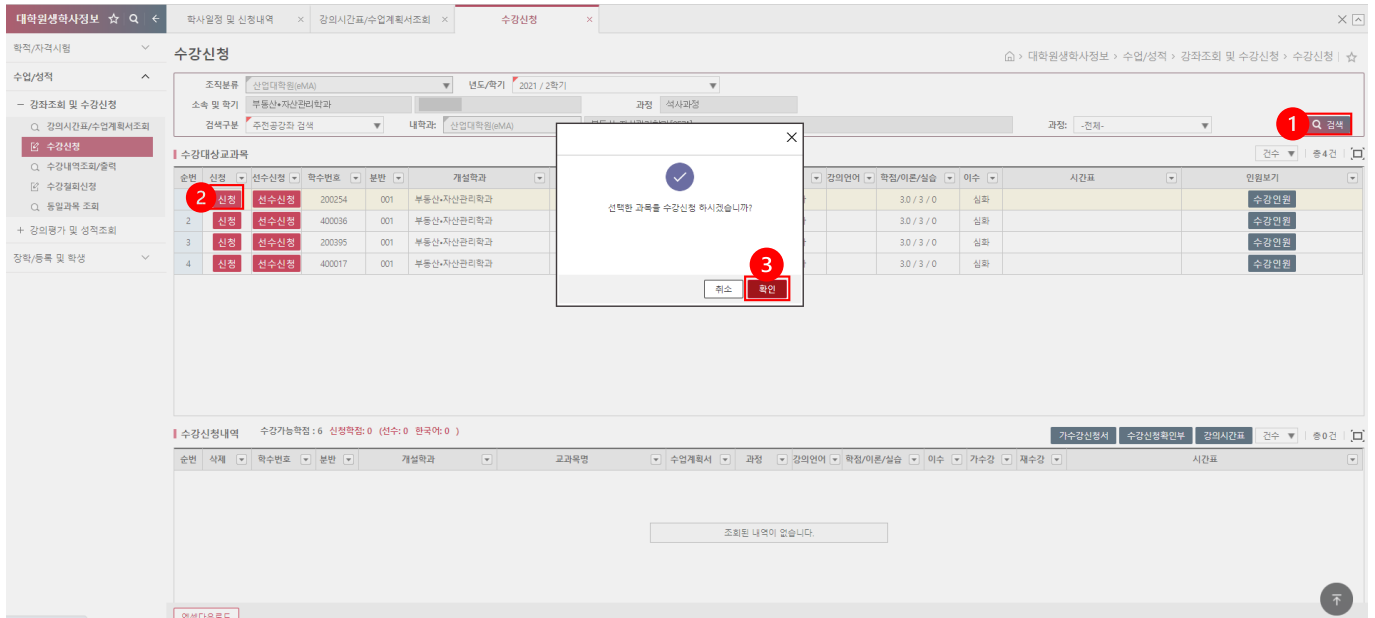 대학원생학사정보
학사일정 및 신청내역
강의시간표/수업계획서조회
수강신청
학적/자격시험
수업/성적
강좌조회 및 수강신청
강의시간표/수업계획서조회
수강신청
수강내역조회/출력
수강철회신청
동일과목 조회
강의평가 및 성적조회
장학/등록 및 학생
수강신청
대학원생학사정보 > 수업/성적 > 강좌조회 및 수강신청 > 수강신청
조직분류 산업대학원(eMA) 년도/학기 2021 / 2학기
소속 및 학기 부동산•자산관리학과 과정 석사과정
검색구분 주전공강좌 검색 내학과: 산업대학원(eMA) 과정: -전체-
1 검색
수강대상교과목 건수 총4건
순번 신청 선수신청 학수번호 분반 개설학과 강의언어 학점/이론/실습 이수 시간표 인원보기
2 신청 선수신청 200254 001 부동산•자산관리학과 3.0 / 3 / 0 심화 수강인원
2 신청 선수신청 400036 001 부동산•자산관리학과 3.0 / 3 / 0 심화 수강인원
3 신청 선수신청 200395 001 부동산•자산관리학과 3.0 / 3 / 0 심화 수강인원
4 신청 선수신청 400017 001 부동산•자산관리학과 3.0 / 3 / 0 심화 수강인원
선택한 과목을 수강신청 하시겠습니까?
3
취소 확인
수강신청내역 수강가능학점 : 6 신청학점: 0 (선수: 0 한국어: 0 ) 가수강신청서 수강신청확인부 강의시간표 건수 총0건
순번 삭제 학수번호 분반 개설학과 교과목명 수업계획서 과정 강의언어 학점/이론/실습 이수 가수강 재수강 시간표
조회된 내역이 없습니다.
엑셀다운로드